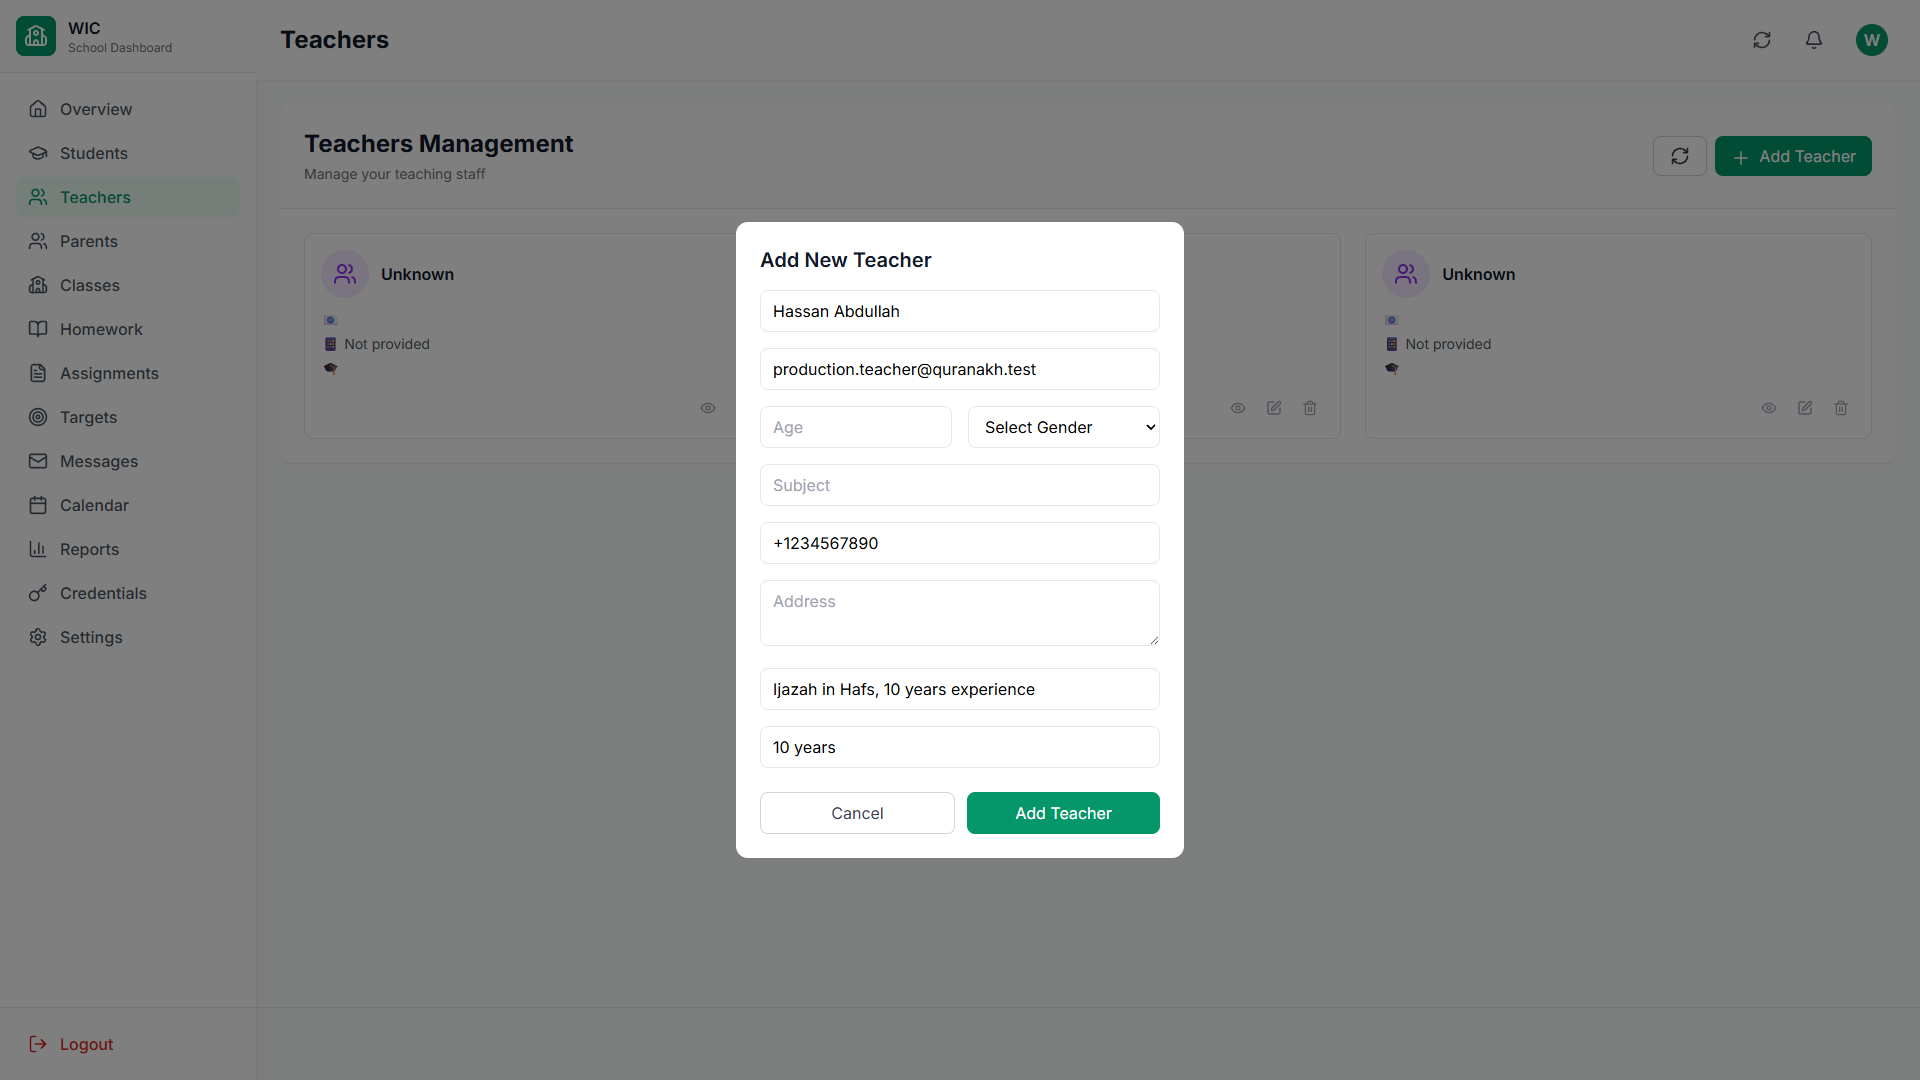 WIC
School Dashboard
Teachers
W
Overview
Students
Teachers
Parents
Classes
Homework
Assignments
Targets
Messages
Calendar
Reports
Credentials
Settings
Logout
Teachers Management
Manage your teaching staff
Add Teacher
Unknown
Not provided
Unknown
Not provided
Add New Teacher
Hassan Abdullah
production.teacher@quranakh.test
Age
Select Gender
Subject
+1234567890
Address
Ijazah in Hafs, 10 years experience
10 years
Cancel
Add Teacher